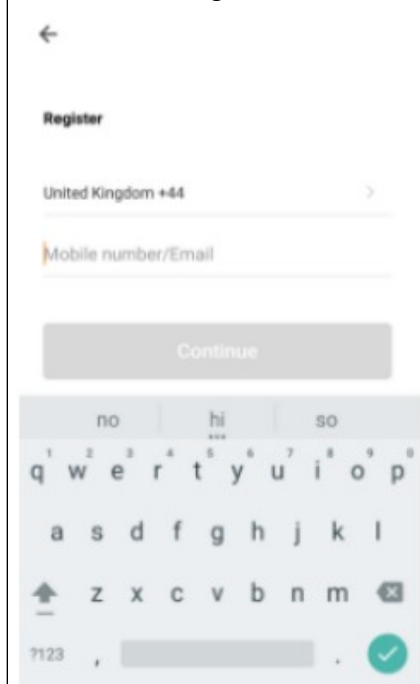 Register
United Kingdom +44
Mobile number/Email
Continue
no hi so
1 2 3 4 5 6 7 8 9 0
q w e r t y u i o p
a s d f g h j k l
z x c v b n m
?123 , .